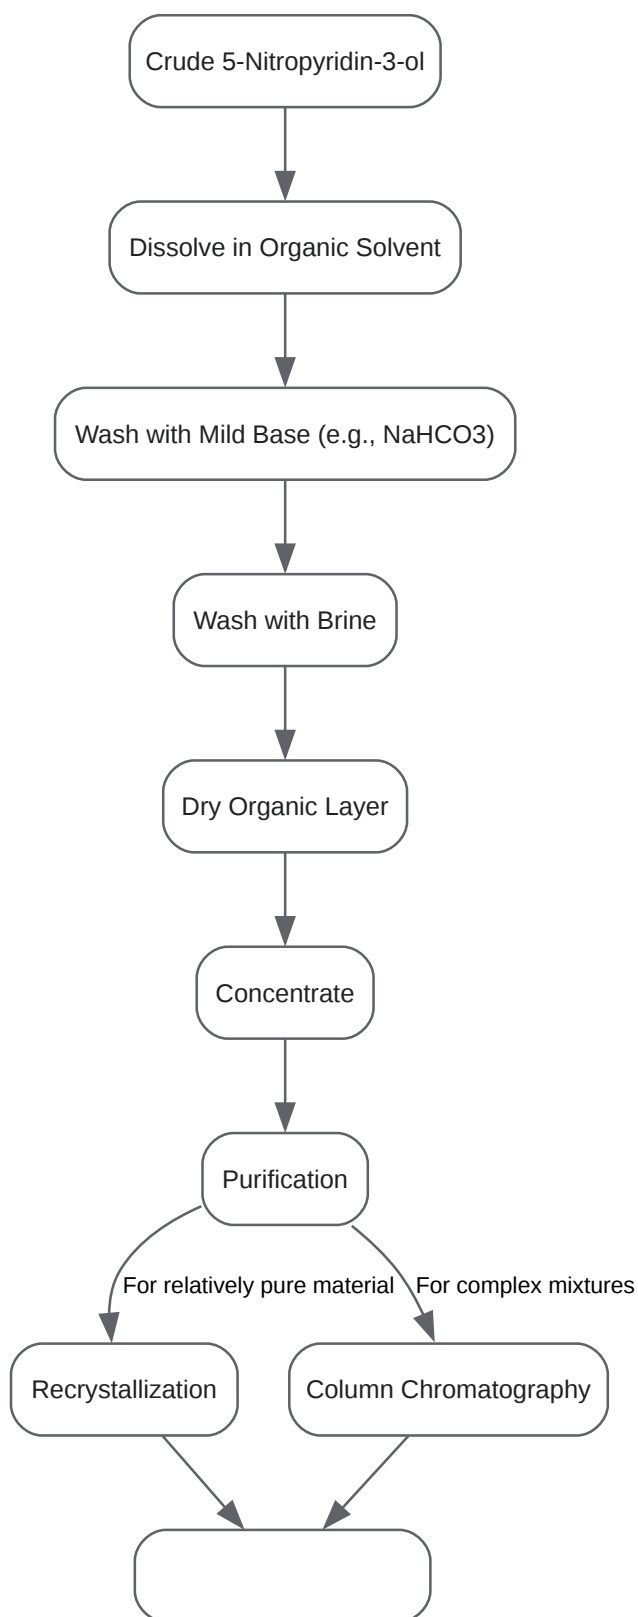 Crude 5-Nitropyridin-3-ol
Dissolve in Organic Solvent
Wash with Mild Base (e.g., NaHCO3)
Wash with Brine
Dry Organic Layer
Concentrate
Purification
For relatively pure material
For complex mixtures
Recrystallization
Column Chromatography